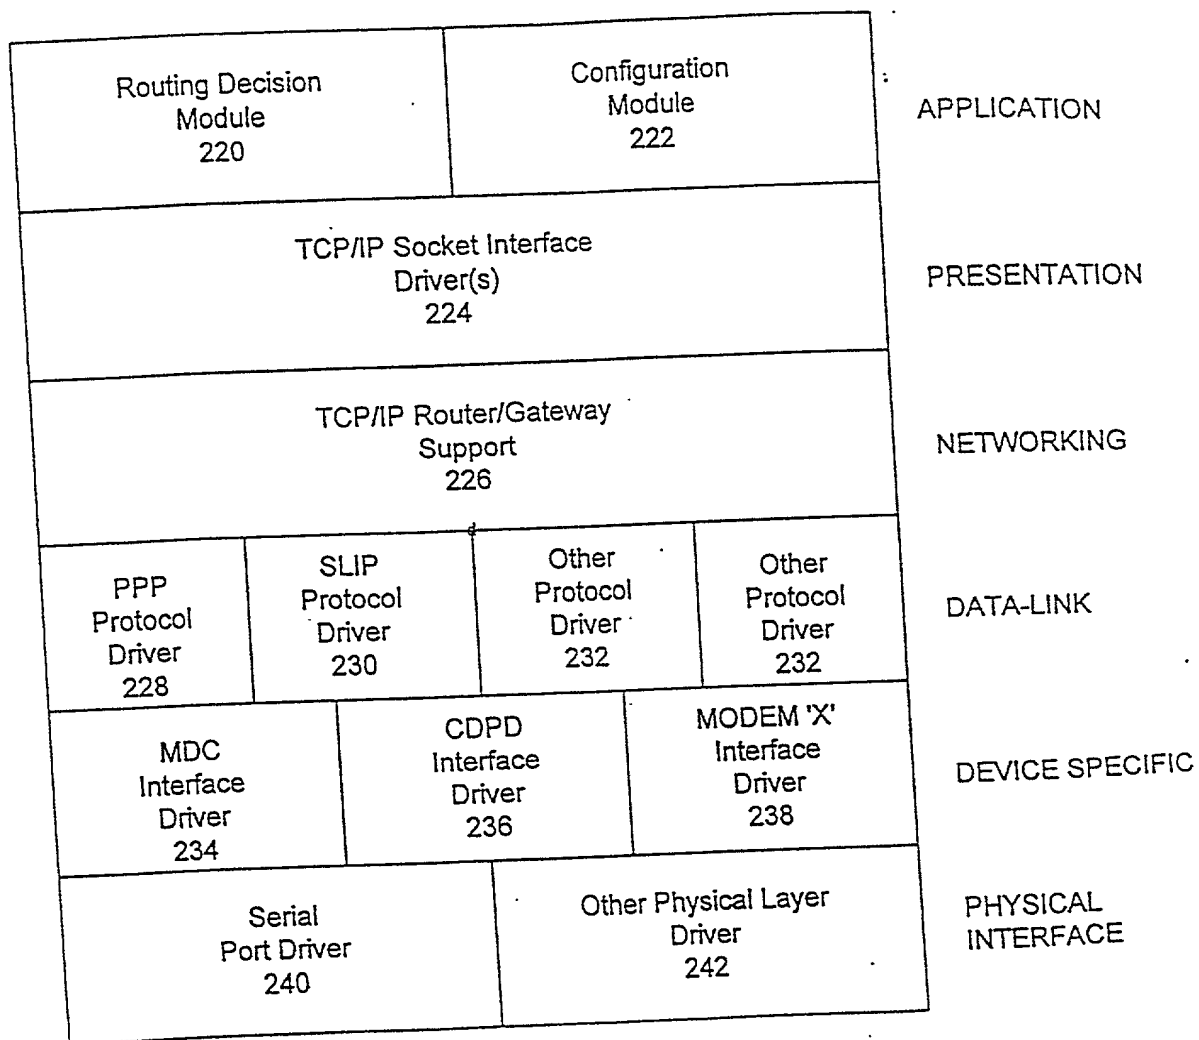 Routing Decision
Module
220
Configuration
Module
222
APPLICATION
TCP/IP Socket Interface
Driver(s)
224
PRESENTATION
TCP/IP Router/Gateway
Support
226
NETWORKING
PPP
Protocol
Driver
228
SLIP
Protocol
Driver
230
Other
Protocol
Driver
232
Other
Protocol
Driver
232
DATA-LINK
MDC
Interface
Driver
234
CDPD
Interface
Driver
236
MODEM 'X'
Interface
Driver
238
DEVICE SPECIFIC
Serial
Port Driver
240
Other Physical Layer
Driver
242
PHYSICAL
INTERFACE